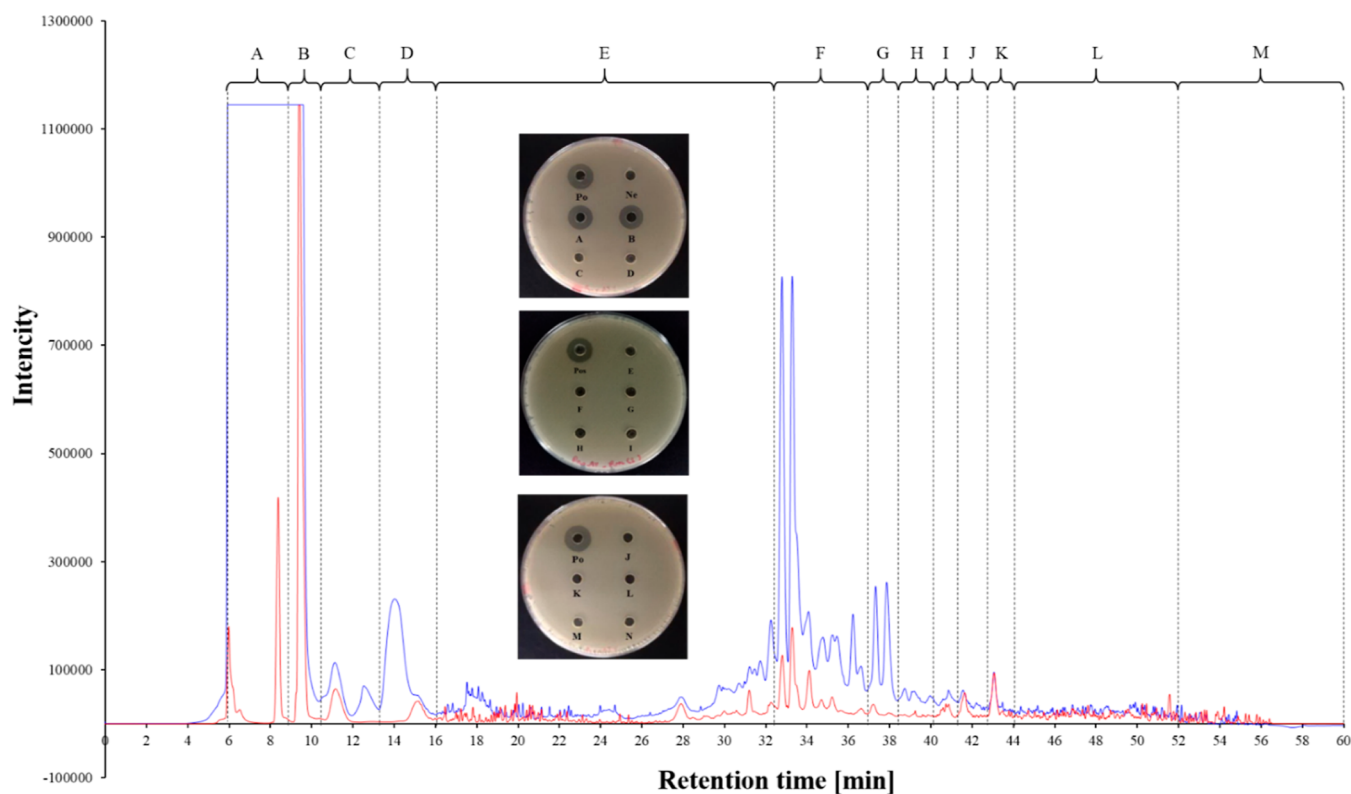 1300000
A B C D E F G H I J K L M
1100000
900000
700000
500000
300000
100000
-100000
Intencity
Po Ne
A B
C D
Pos E
F G
H I
Po J
K L
M N
0 2 4 6 8 10 12 14 16 18 20 22 24 26 28 30 32 34 36 38 40 42 44 46 48 50 52 54 56 58 60
Retention time [min]